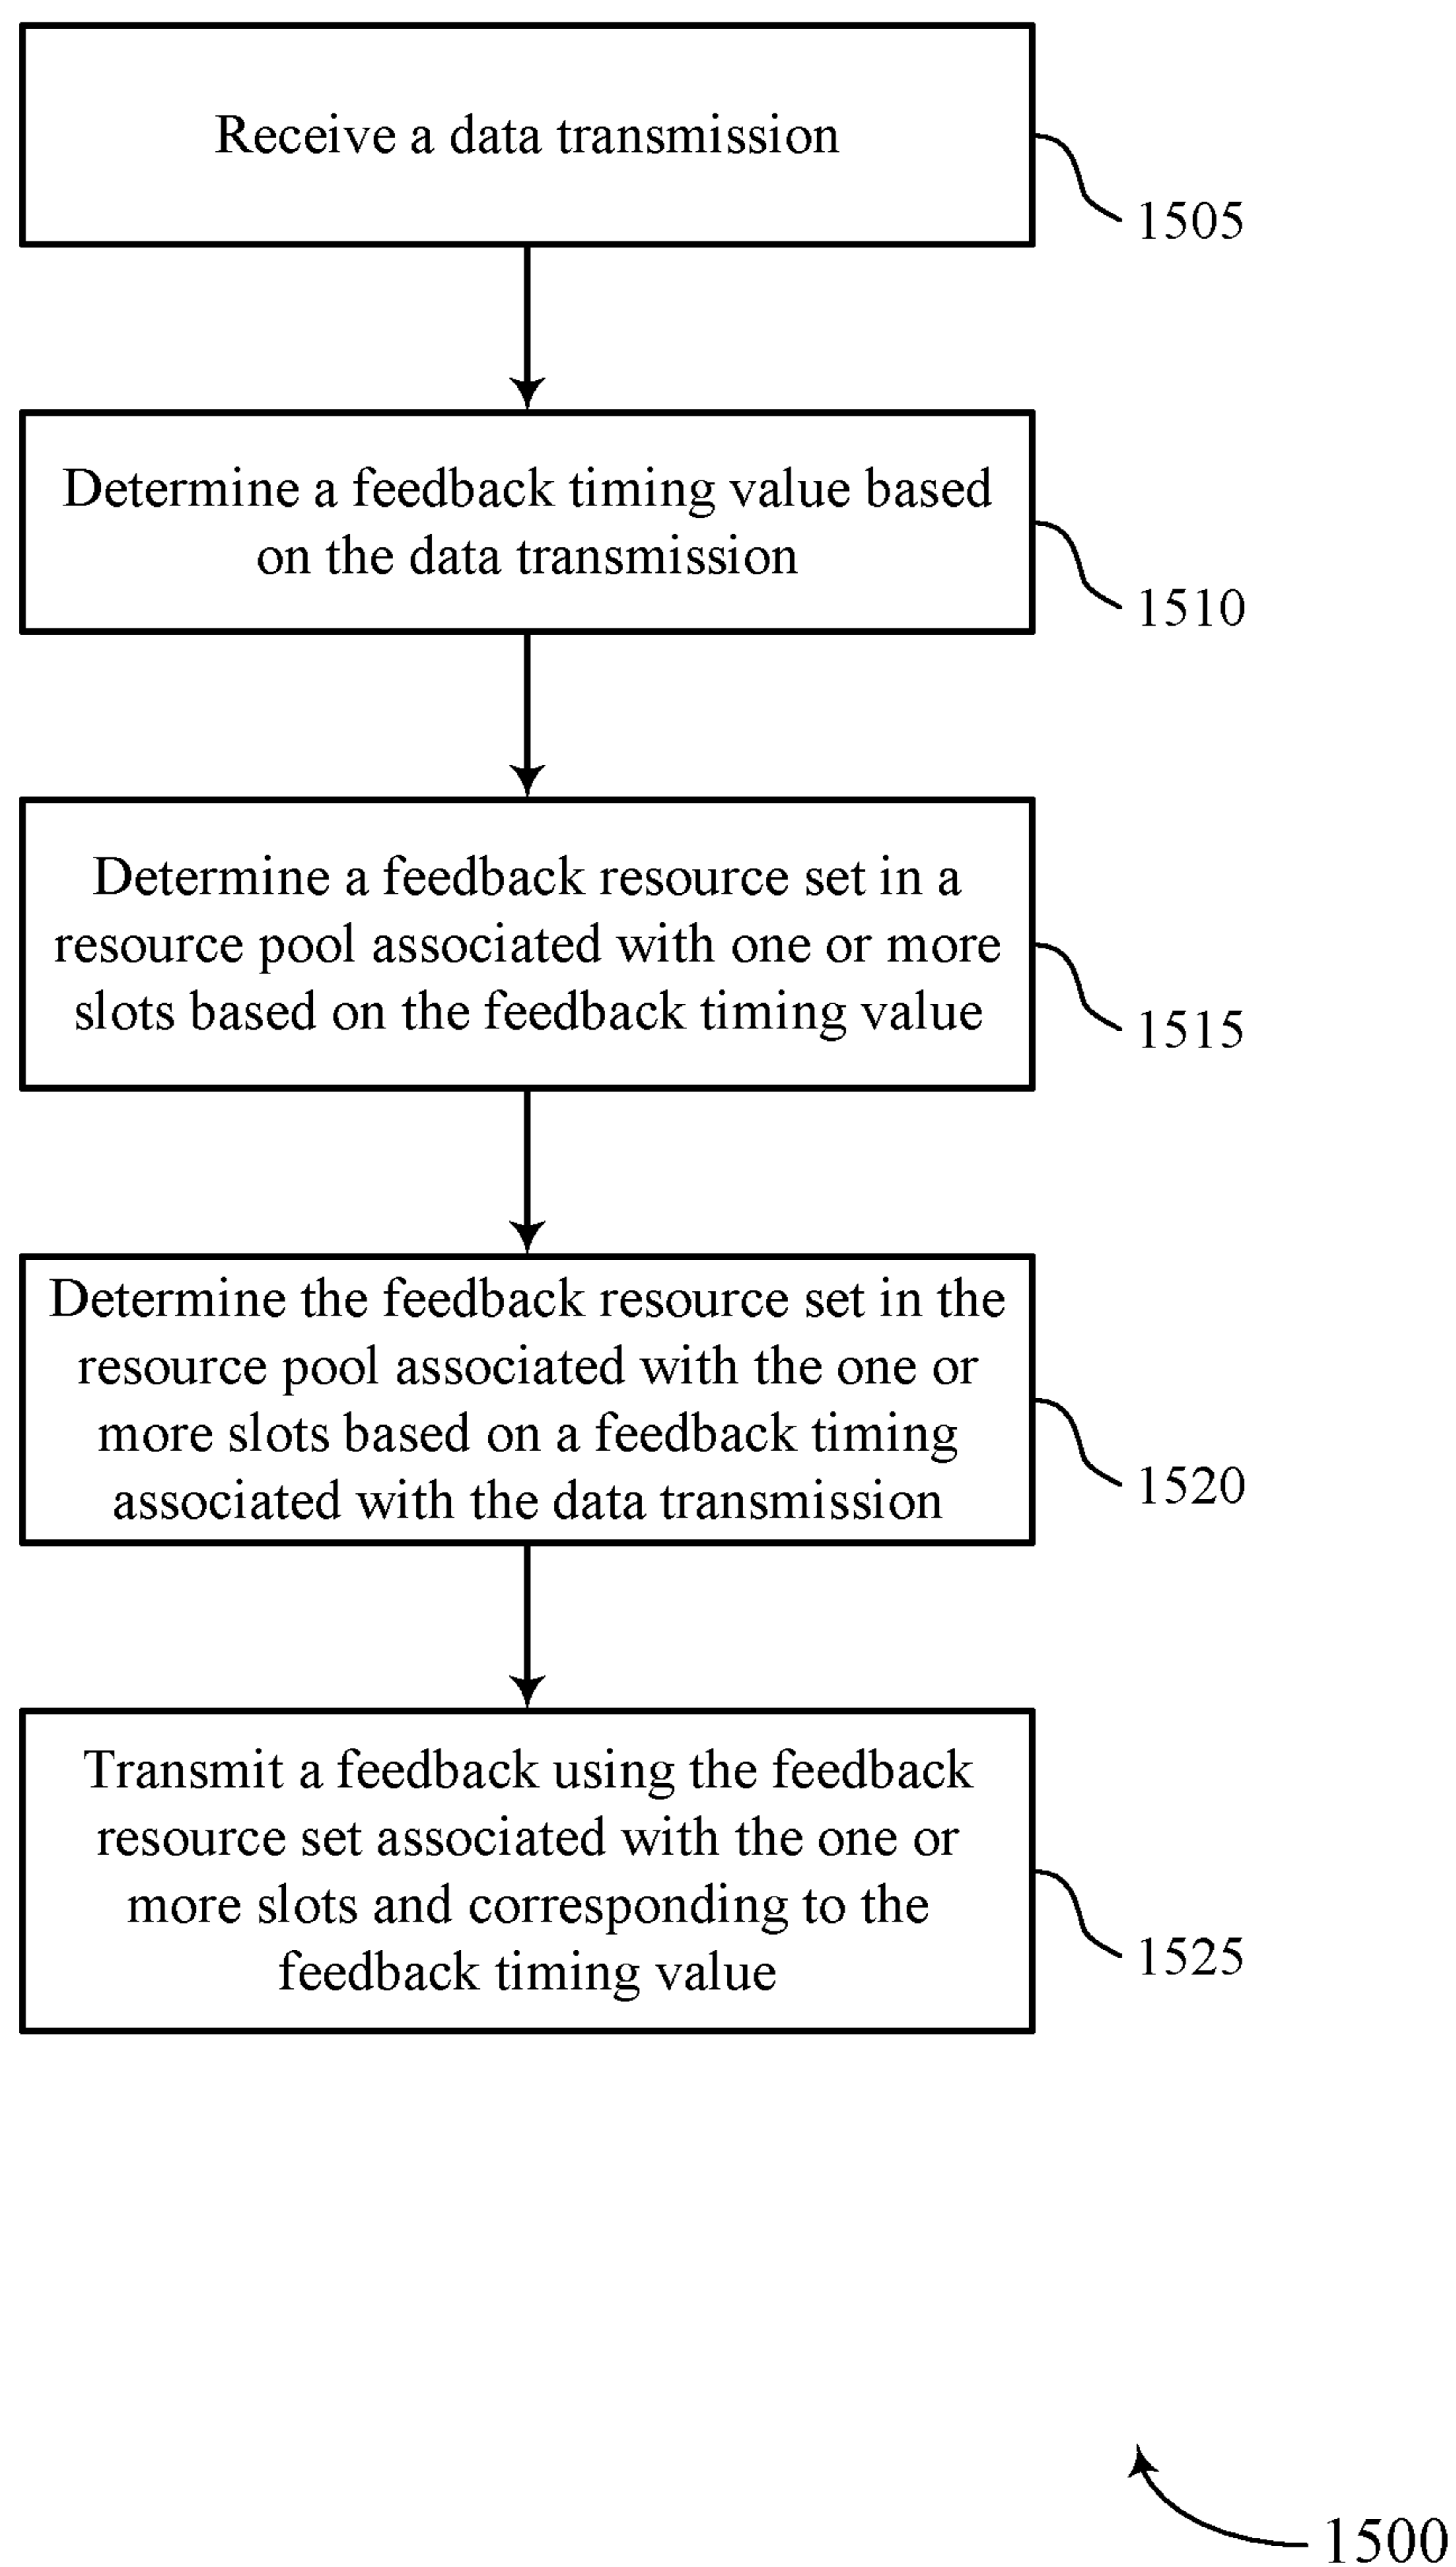 Receive a data transmission
1505
Determine a feedback timing value based
on the data transmission
1510
Determine a feedback resource set in a
resource pool associated with one or more
slots based on the feedback timing value
1515
Determine the feedback resource set in the
resource pool associated with the one or
more slots based on a feedback timing
associated with the data transmission
1520
Transmit a feedback using the feedback
resource set associated with the one or
more slots and corresponding to the
feedback timing value
1525
1500